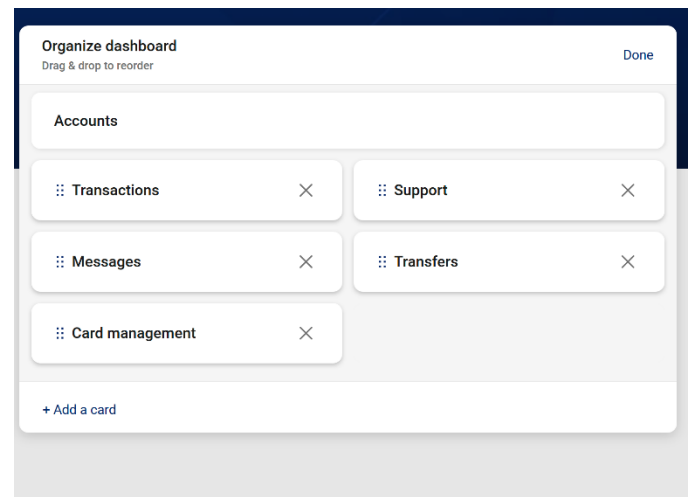 Organize dashboard
Drag & drop to reorder
Done
Accounts
Transactions
Support
Messages
Transfers
Card management
+ Add a card